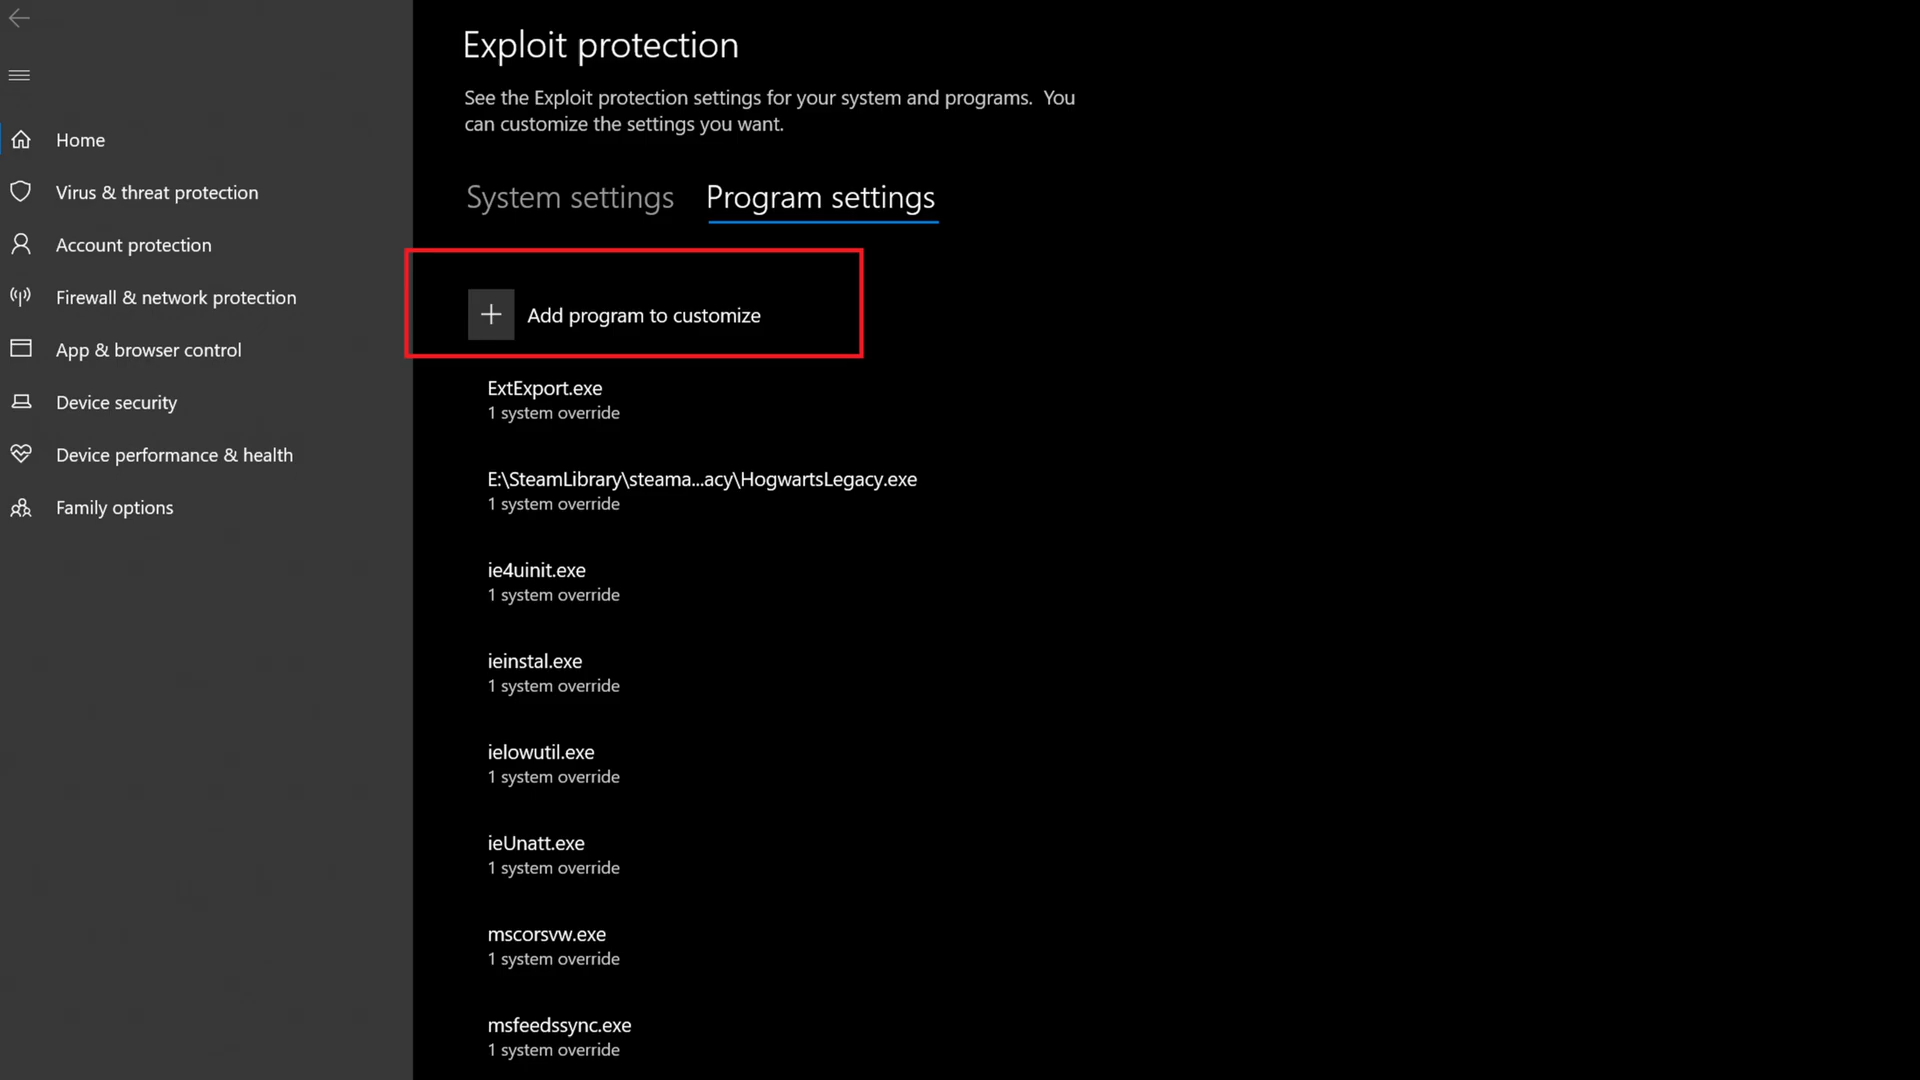 Exploit protection
See the Exploit protection settings for your system and programs.  You
can customize the settings you want.
Home
Virus & threat protection
Account protection
Firewall & network protection
App & browser control
Device security
Device performance & health
Family options
System settings
Program settings
Add program to customize
ExtExport.exe
1 system override
E:\SteamLibrary\steama...acy\HogwartsLegacy.exe
1 system override
ie4uinit.exe
1 system override
ieinstal.exe
1 system override
ielowutil.exe
1 system override
ieUnatt.exe
1 system override
mscorsvw.exe
1 system override
msfeedssync.exe
1 system override